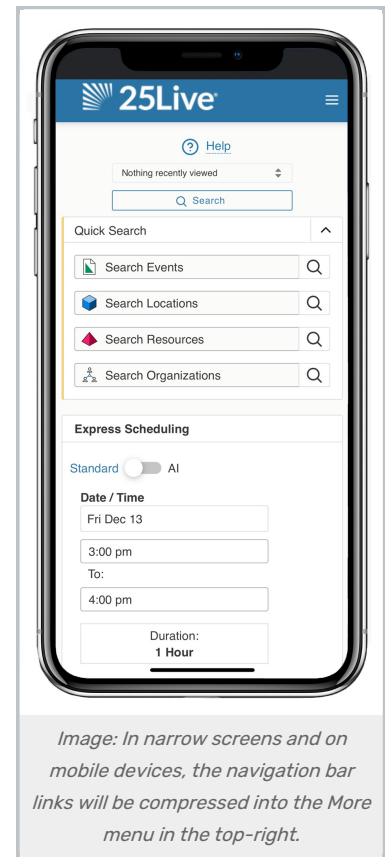 25Live
Help
Nothing recently viewed
Search
Quick Search
Search Events
Search Locations
Search Resources
Search Organizations
Express Scheduling
Standard AI
Date / Time
Fri Dec 13
3:00 pm
To:
4:00 pm
Duration:
1 Hour
Image: In narrow screens and on
mobile devices, the navigation bar
links will be compressed into the More
menu in the top-right.